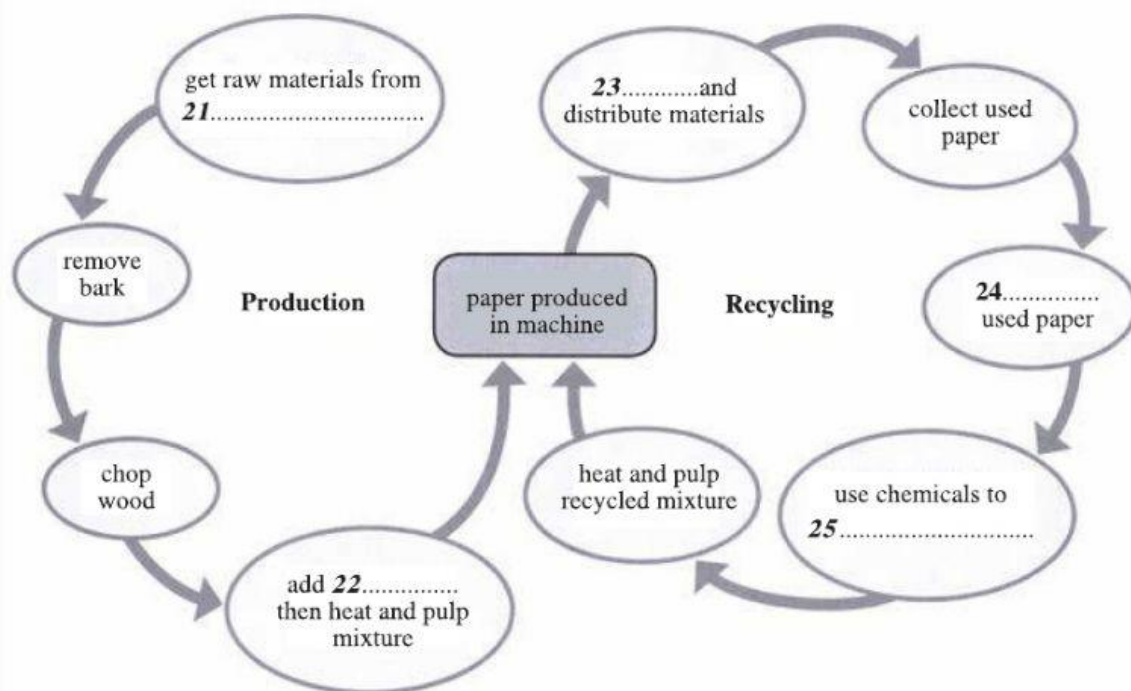 get raw materials from
21.................................
remove
bark
Production
chop
wood
add 22...............
then heat and pulp
mixture
paper produced
in machine
23............and
distribute materials
collect used
paper
Recycling
24...............
used paper
use chemicals to
25..............................
heat and pulp
recycled mixture